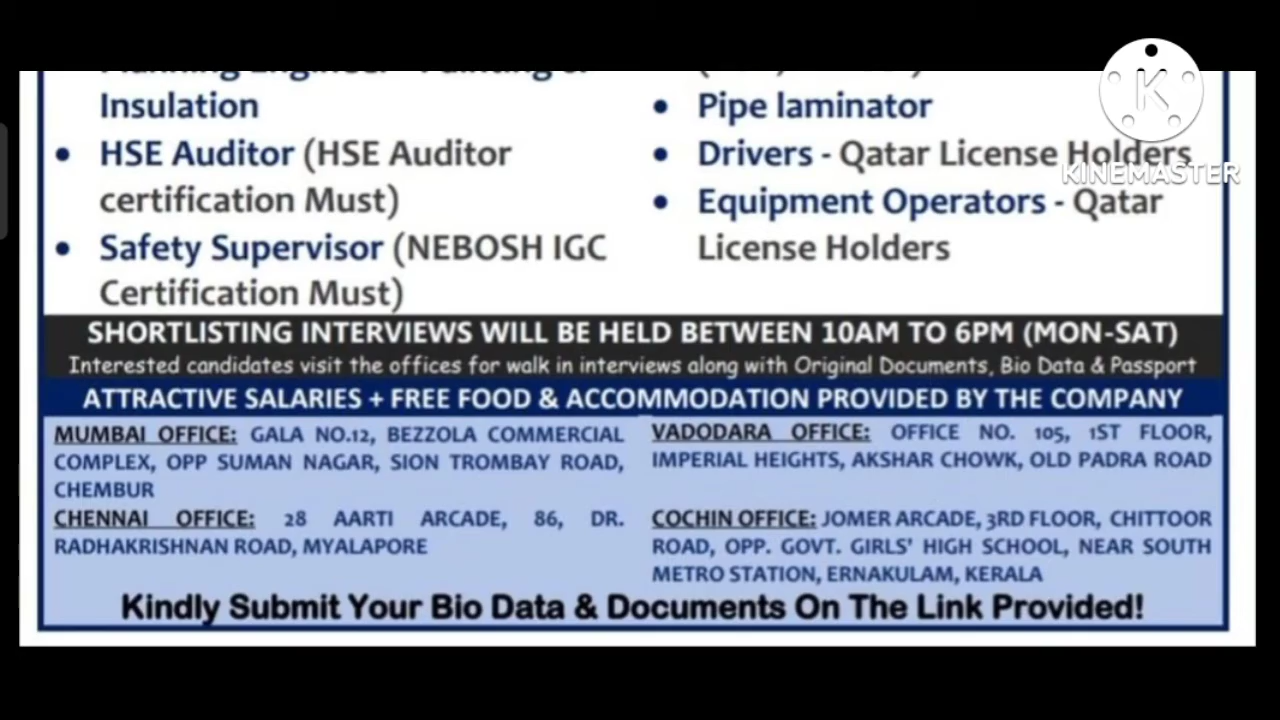 Insulation
• HSE Auditor (HSE Auditor
certification Must)
• Safety Supervisor (NEBOSH IGC
Certification Must)
• Pipe laminator
• Drivers - Qatar License Holders
• Equipment Operators - Qatar
License Holders
KINEMASTER
SHORTLISTING INTERVIEWS WILL BE HELD BETWEEN 10AM TO 6PM (MON-SAT)
Interested candidates visit the offices for walk in interviews along with Original Documents, Bio Data & Passport
ATTRACTIVE SALARIES + FREE FOOD & ACCOMMODATION PROVIDED BY THE COMPANY
MUMBAI OFFICE: GALA NO.12, BEZZOLA COMMERCIAL
COMPLEX, OPP SUMAN NAGAR, SION TROMBAY ROAD,
CHEMBUR
CHENNAI OFFICE: 28 AARTI ARCADE, 86, DR.
RADHAKRISHNAN ROAD, MYALAPORE
VADODARA OFFICE: OFFICE NO. 105, 1ST FLOOR,
IMPERIAL HEIGHTS, AKSHAR CHOWK, OLD PADRA ROAD
COCHIN OFFICE: JOMER ARCADE, 3RD FLOOR, CHITTOOR
ROAD, OPP. GOVT. GIRLS' HIGH SCHOOL, NEAR SOUTH
METRO STATION, ERNAKULAM, KERALA
Kindly Submit Your Bio Data & Documents On The Link Provided!